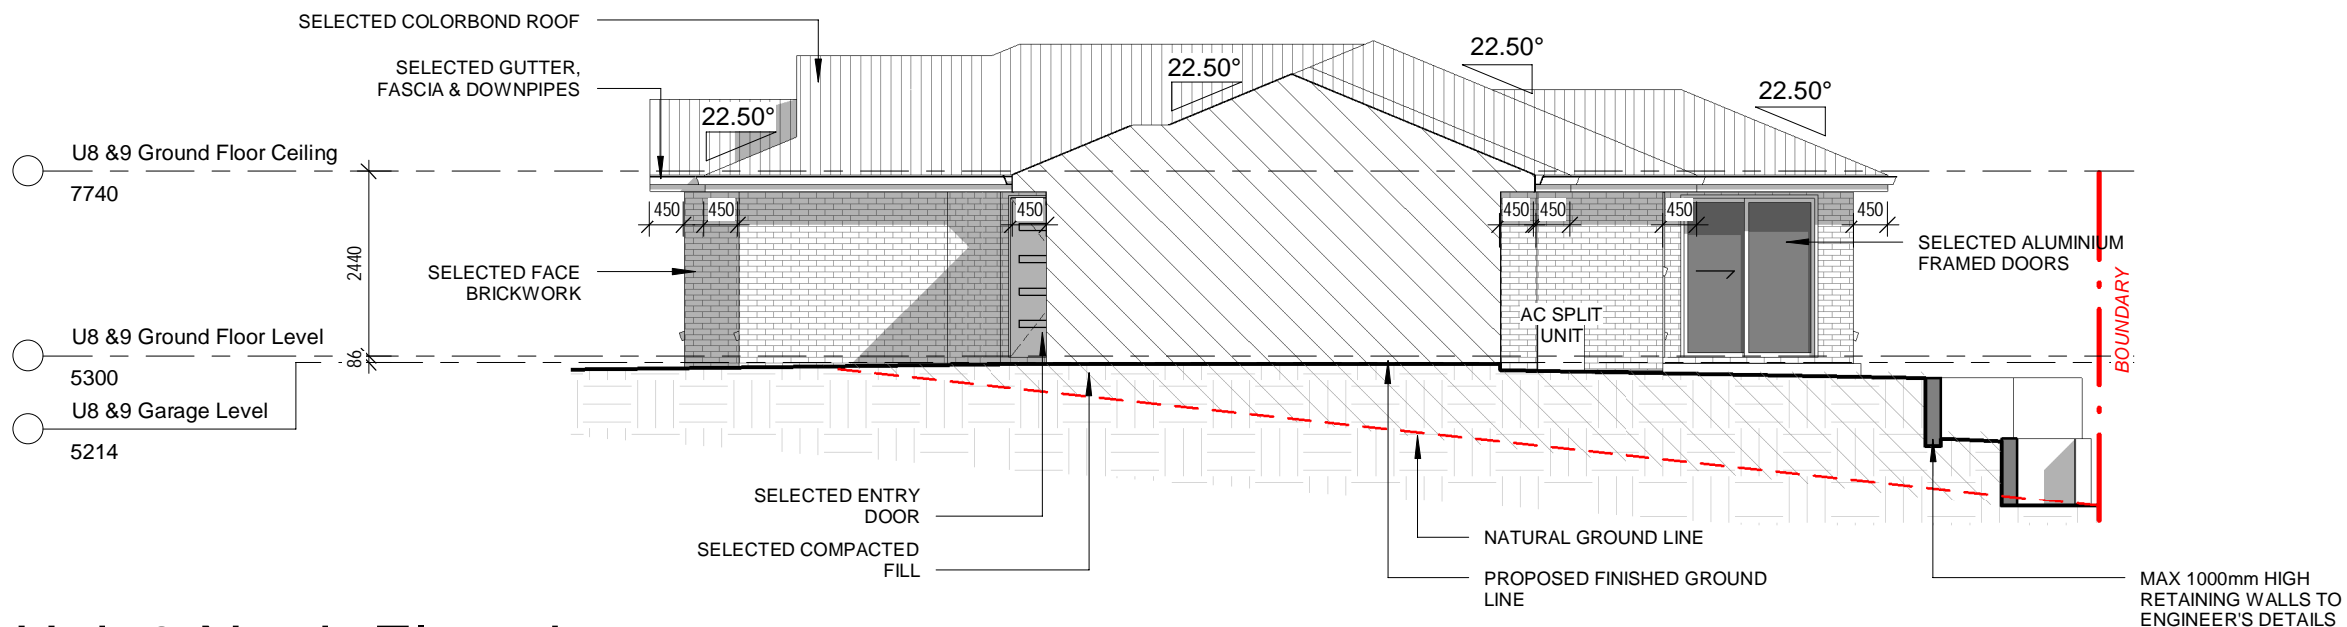 SELECTED COLORBOND ROOF
SELECTED GUTTER,
FASCIA & DOWNPIPES
22.50°
22.50°
22.50°
22.50°
U8 &9 Ground Floor Ceiling
7740
2440
U8 &9 Ground Floor Level
5300
86
U8 &9 Garage Level
5214
450
450
450
450
450
450
450
SELECTED FACE
BRICKWORK
AC SPLIT
UNIT
SELECTED ALUMINIUM
FRAMED DOORS
BOUNDARY
SELECTED ENTRY
DOOR
SELECTED COMPACTED
FILL
NATURAL GROUND LINE
PROPOSED FINISHED GROUND
LINE
MAX 1000mm HIGH
RETAINING WALLS TO
ENGINEER'S DETAILS